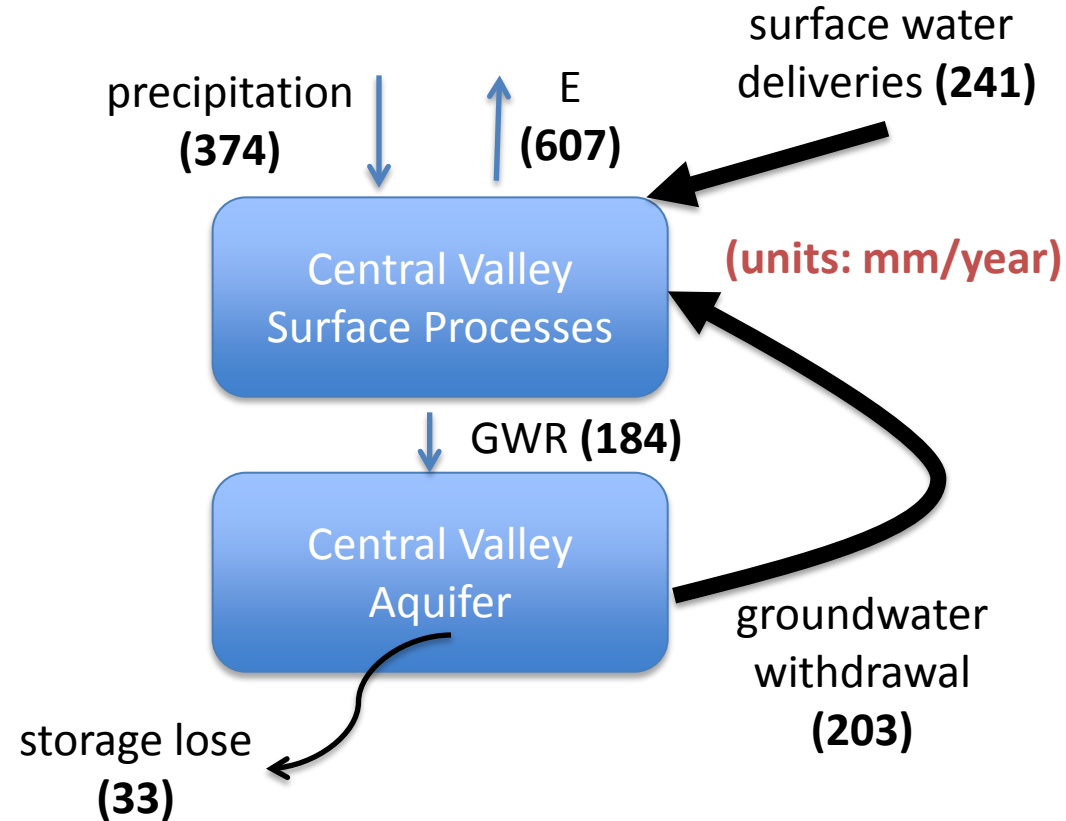 surface water
deliveries (241)
precipitation
(374)
E
(607)
(units: mm/year)
Central Valley
Surface Processes
GWR (184)
Central Valley
Aquifer
groundwater
withdrawal
(203)
storage lose
(33)